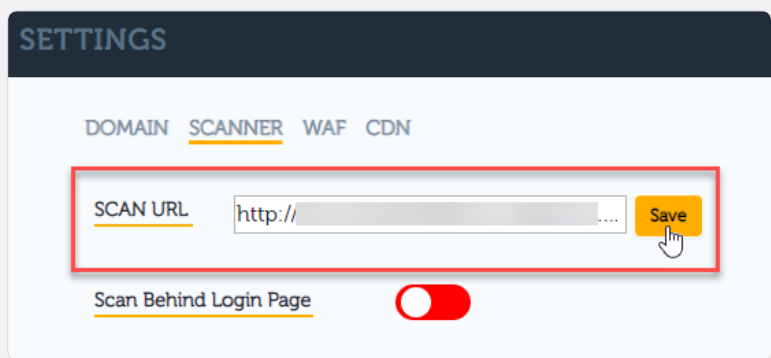 SETTINGS
DOMAIN SCANNER WAF CDN
SCAN URL http:// .... Save
Scan Behind Login Page